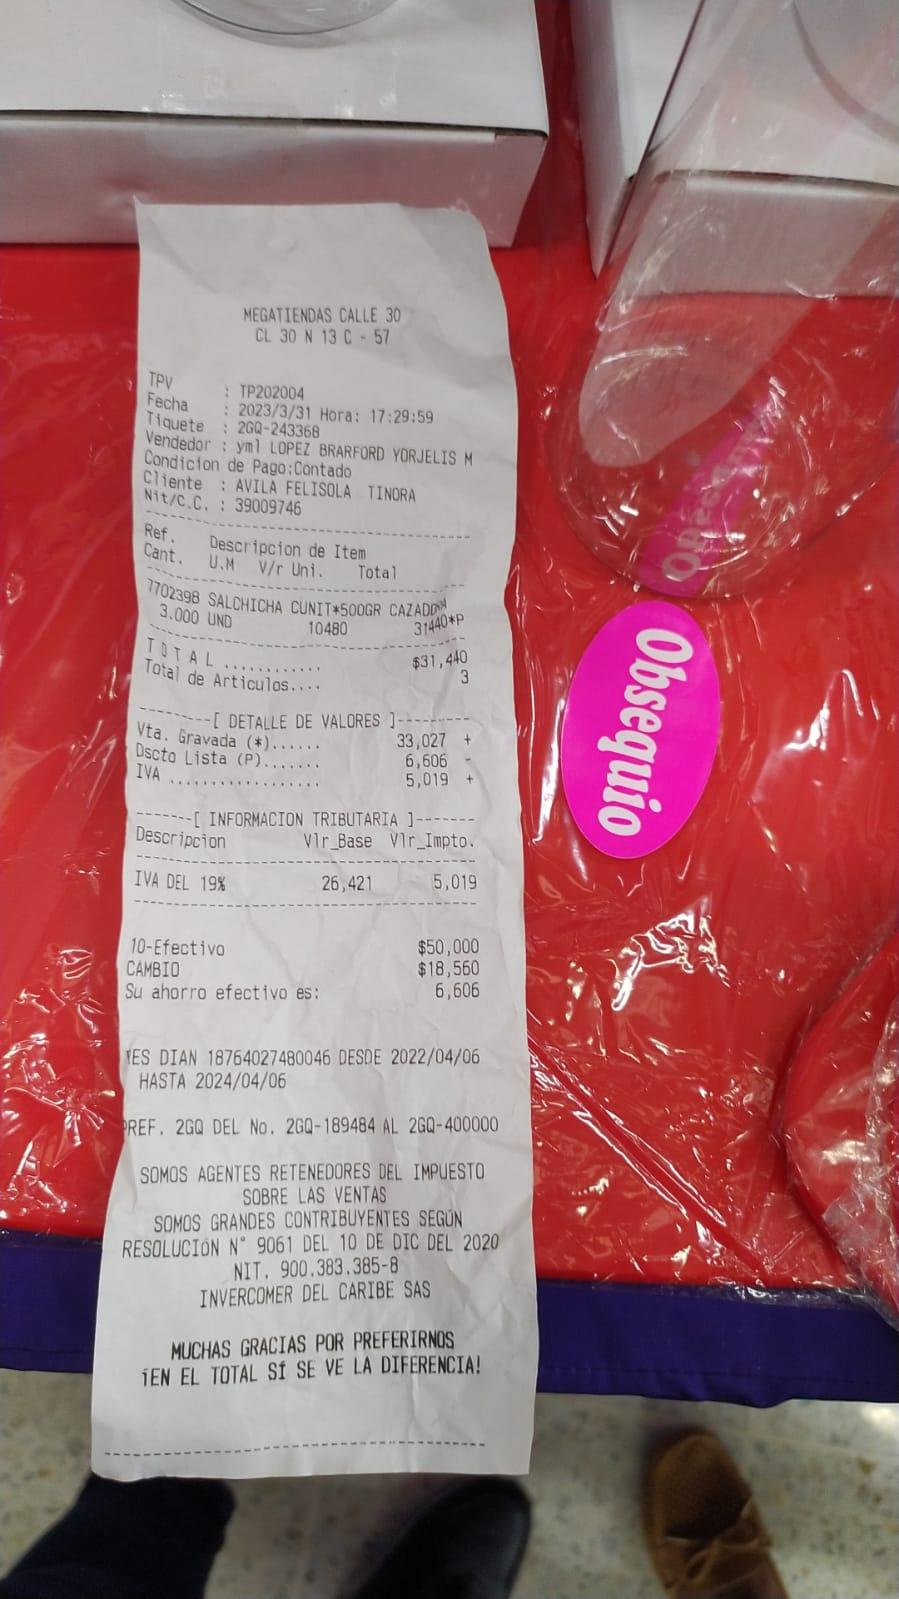 MEGATIENDAS CALLE 30
CL 30 N 13 C - 57
TPV : TP202004
Fecha : 2023/3/31 Hora: 17:29:59
Tiquete : 2GQ-243368
Vendedor : yml LOPEZ BRARFORD YORJELIS M
Condicion de Pago:Contado
Cliente : AVILA FELISOLA TINORA
Nit/C.C. : 39009746
Ref. Descripcion de Item
Cant. U.M V/r Uni. Total
7702398 SALCHICHA CUNIT*500GR CAZADORA
3.000 UND 10480 31440*P
T O T A L ............ $31,440
Total de Articulos.... 3
--------[ DETALLE DE VALORES ]---------
Vta. Gravada (*)...... 33,027 +
Dscto Lista (P)....... 6,606 -
IVA .................. 5,019 +
-------[ INFORMACION TRIBUTARIA ]-------
Descripcion Vlr_Base Vlr_Impto.
IVA DEL 19% 26,421 5,019
10-Efectivo $50,000
CAMBIO $18,560
Su ahorro efectivo es: 6,606
RES DIAN 18764027480046 DESDE 2022/04/06
HASTA 2024/04/06
PREF. 2GQ DEL No. 2GQ-189484 AL 2GQ-400000
SOMOS AGENTES RETENEDORES DEL IMPUESTO
SOBRE LAS VENTAS
SOMOS GRANDES CONTRIBUYENTES SEGÚN
RESOLUCIÓN N° 9061 DEL 10 DE DIC DEL 2020
NIT. 900.383.385-8
INVERCOMER DEL CARIBE SAS
MUCHAS GRACIAS POR PREFERIRNOS
¡EN EL TOTAL SÍ SE VE LA DIFERENCIA!
Obsequio